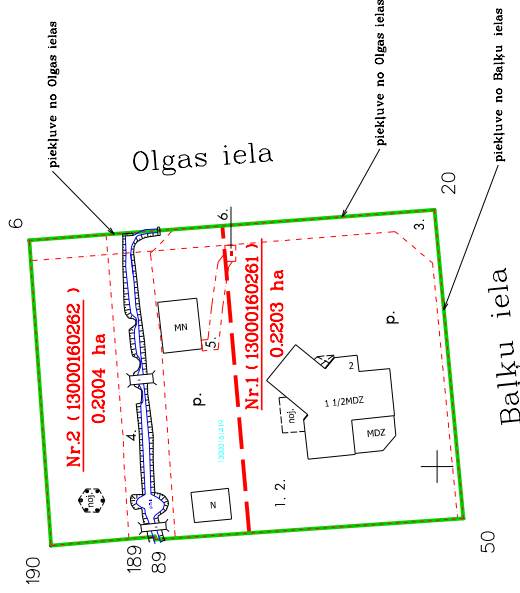 piekļuve no Olgas ielas
piekļuve no Olgas ielas
piekļuve no Baļķu ielas
Olgas iela
6
20
190
189
89
50
Nr.2 ( 13000160262 )
0.2004 ha
Nr.1 ( 13000160261 )
0.2203 ha
4.
noj.
MN
5.
6.
3.
p.
p.
13000161419
N
1. 2.
noj.
2
1 1/2MDZ
MDZ
Baļķu iela